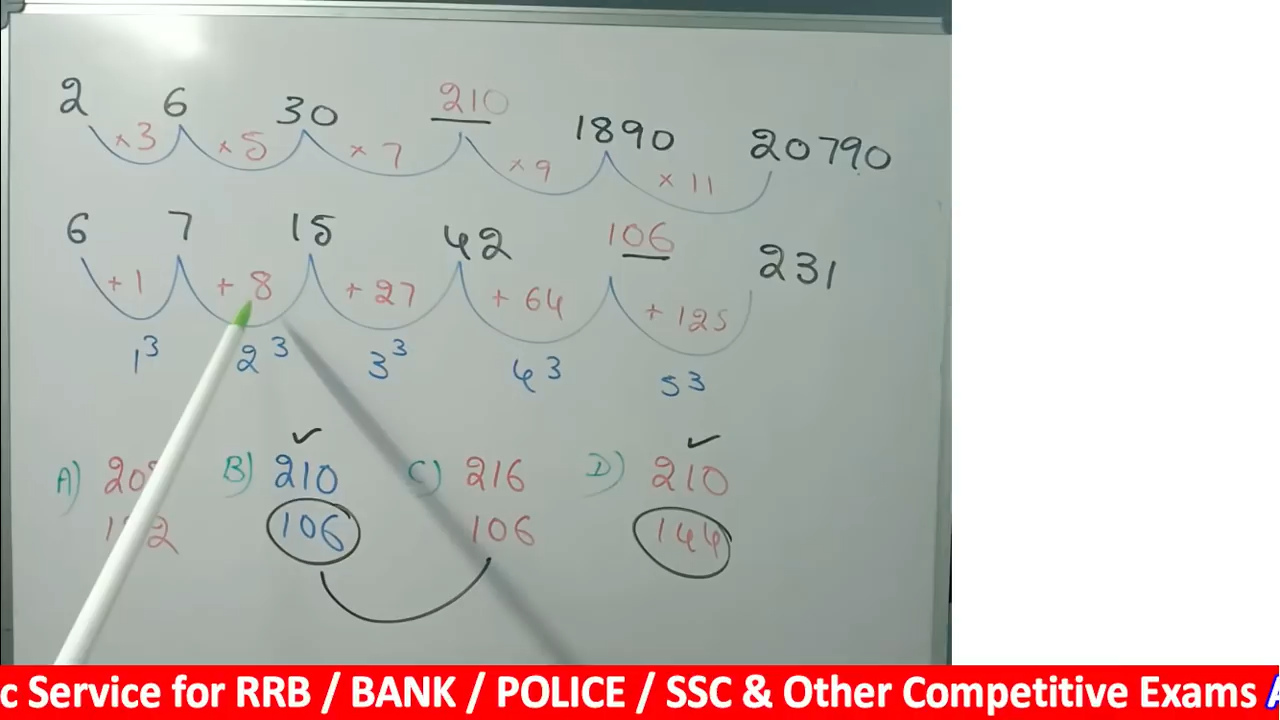 2 6 30 210 1890 20790
×3 ×5 ×7 ×9 ×11
6 7 15 42 106 231
+1 +8 +27 +64 +125
1³ 2³ 3³ 4³ 5³
A) B) 210 C) 216 D) 210
106 106 144
c Service for RRB / BANK / POLICE / SSC & Other Competitive Exams A